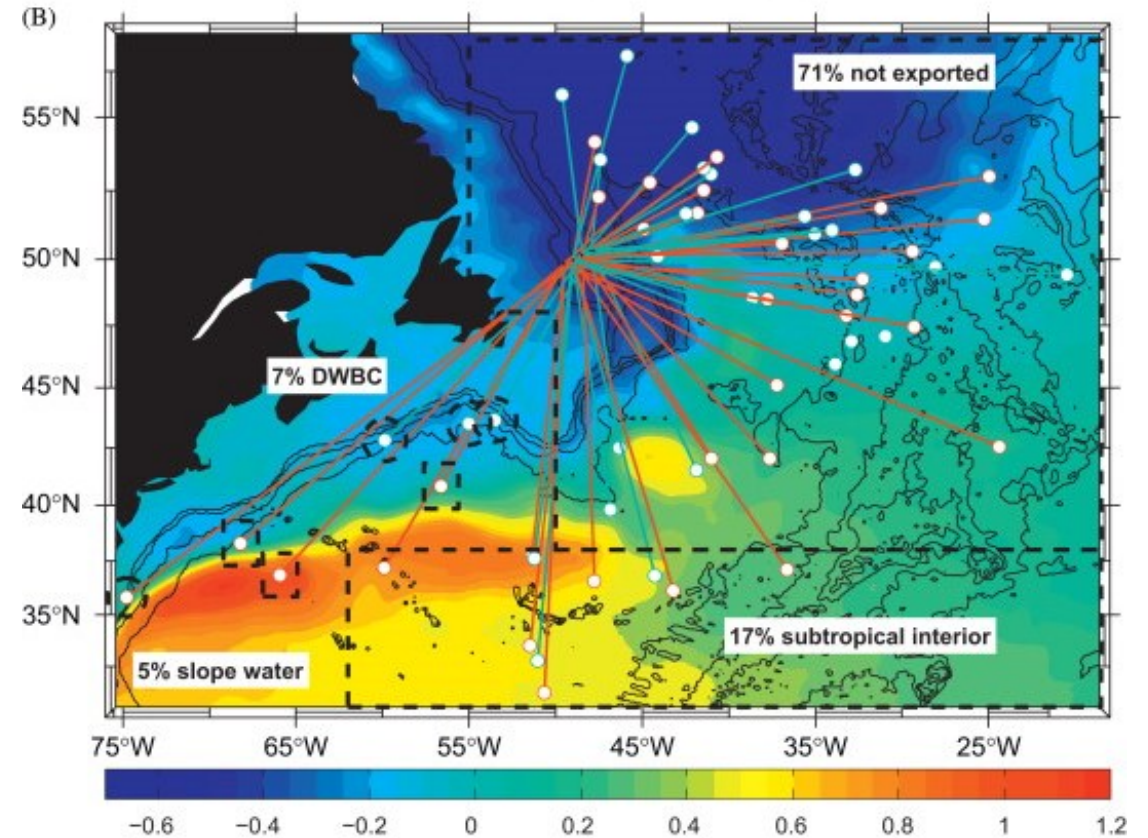 (B)
71% not exported
55°N
50°N
7% DWBC
45°N
40°N
35°N
17% subtropical interior
5% slope water
75°W 65°W 55°W 45°W 35°W 25°W
−0.6 −0.4 −0.2 0 0.2 0.4 0.6 0.8 1 1.2